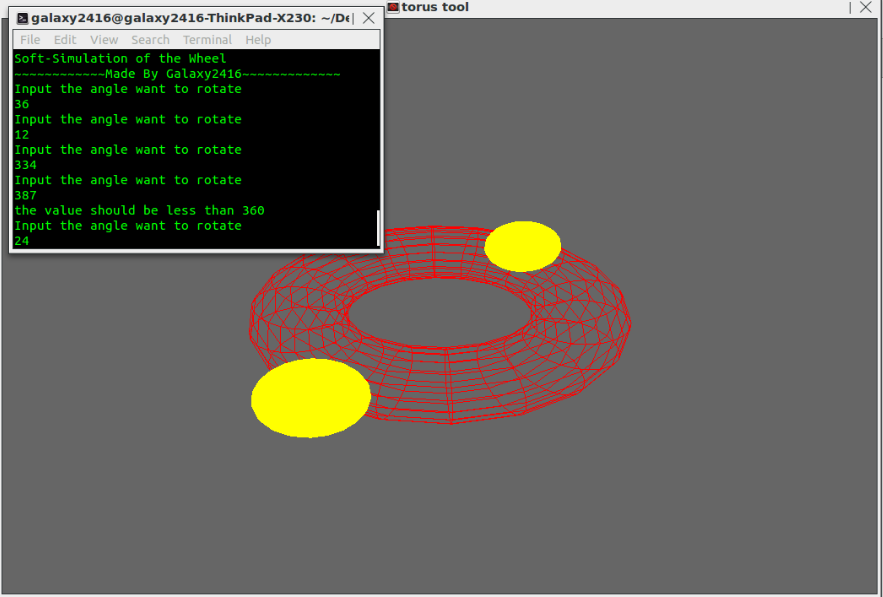 galaxy2416@galaxy2416-ThinkPad-X230: ~/De
torus tool
File Edit View Search Terminal Help
Soft-Simulation of the Wheel
~~~~~~~~~~~~Made By Galaxy2416~~~~~~~~~~~~~
Input the angle want to rotate
36
Input the angle want to rotate
12
Input the angle want to rotate
334
Input the angle want to rotate
387
the value should be less than 360
Input the angle want to rotate
24